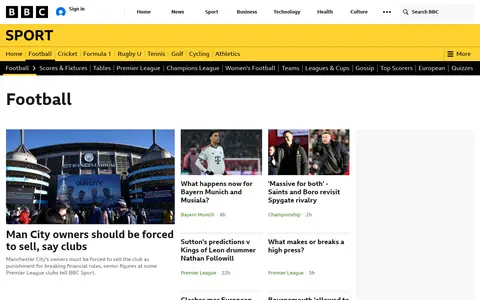 BBC
Sign in
Home
News
Sport
Business
Technology
Health
Culture
Search BBC
SPORT
Home
Football
Cricket
Formula 1
Rugby U
Tennis
Golf
Cycling
Athletics
More
Football
Scores & Fixtures
Tables
Premier League
Champions League
Women's Football
Teams
Leagues & Cups
Gossip
Top Scorers
European
Quizzes
Football
OUR CITY
Man City owners should be forced
to sell, say clubs
Manchester City's owners must be forced to sell the club as
punishment for breaking financial rules, senior figures at some
Premier League clubs tell BBC Sport.
What happens now for
Bayern Munich and
Musiala?
Bayern Munich
6h
'Massive for both' -
Saints and Boro revisit
Spygate rivalry
Championship
2h
Sutton's predictions v
Kings of Leon drummer
Nathan Followill
Premier League
22h
What makes or breaks a
high press?
Premier League
5h